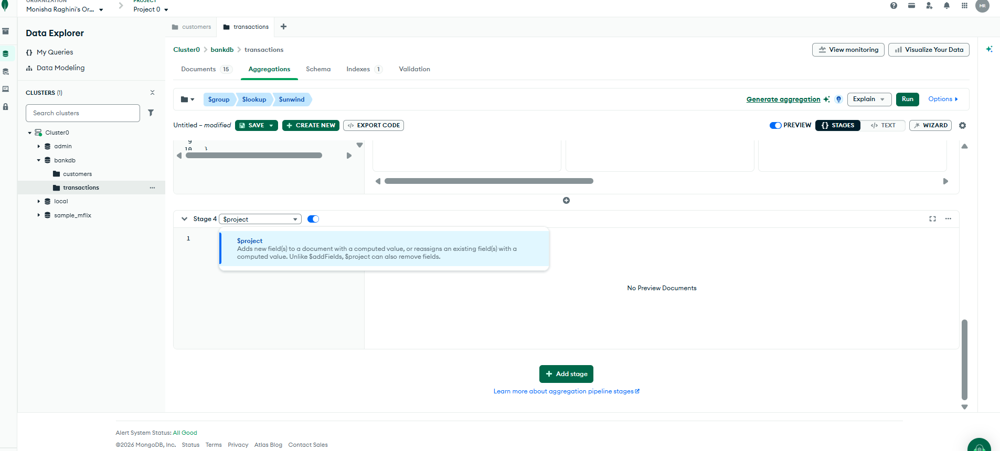 ORGANIZATION
Monisha Raghini's Or...
PROJECT
Project 0
MR
Data Explorer
My Queries
Data Modeling
CLUSTERS (1)
Search clusters
Cluster0
admin
bankdb
customers
transactions
local
sample_mflix
customers
transactions
Cluster0 > bankdb > transactions
View monitoring
Visualize Your Data
Documents 15
Aggregations
Schema
Indexes 1
Validation
$group
$lookup
$unwind
Generate aggregation
Explain
Run
Options
Untitled – modified
SAVE
CREATE NEW
EXPORT CODE
PREVIEW
{} STAGES
</> TEXT
WIZARD
9
10 }
Stage 4
$project
1
$project
Adds new field(s) to a document with a computed value, or reassigns an existing field(s) with a
computed value. Unlike $addFields, $project can also remove fields.
No Preview Documents
Add stage
Learn more about aggregation pipeline stages
Alert System Status: All Good
©2026 MongoDB, Inc. Status Terms Privacy Atlas Blog Contact Sales